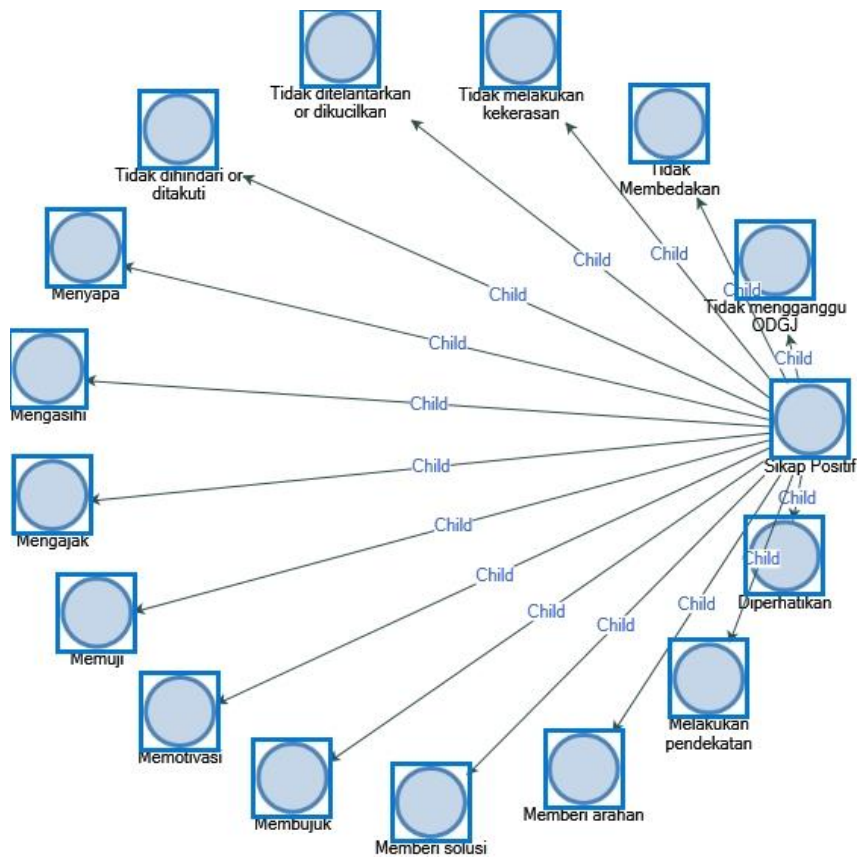 Tidak ditelantarkan
or dikucilkan
Tidak melakukan
kekerasan
Tidak dihindari or
ditakuti
Tidak
Membedakan
Menyapa
Child
Child
Child
Child
Tidak mengganggu
ODGJ
Child
Child
Mengasihi
Child
Sikap Positif
Child
Mengajak
Child
Child
Child
Child
Diperhatikan
Memuji
Child
Child
Child
Melakukan
pendekatan
Memotivasi
Membujuk
Memberi solusi
Memberi arahan